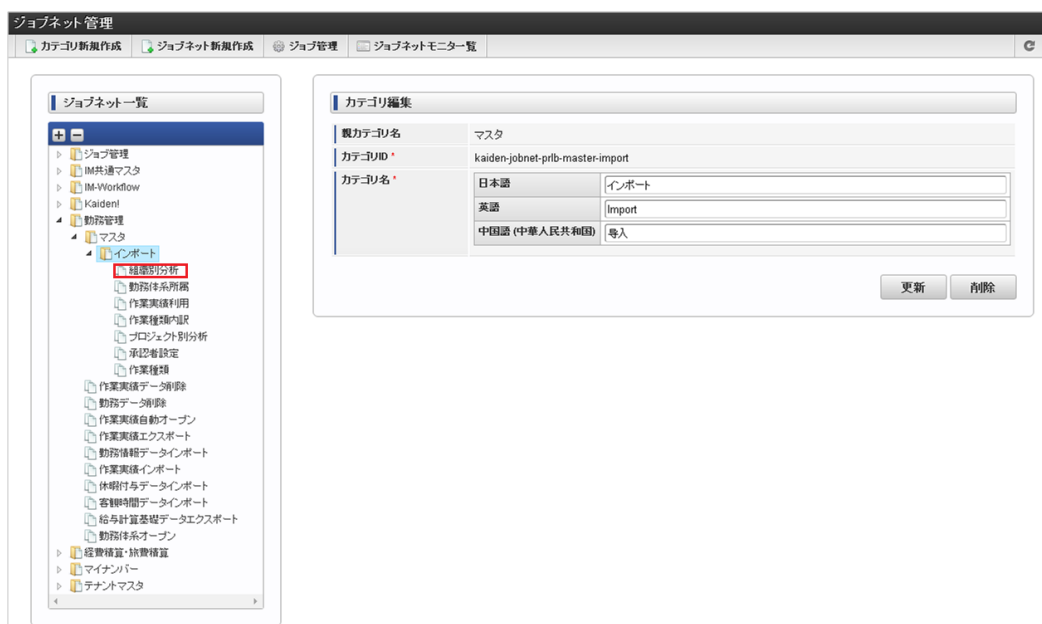 ジョブネット管理
カテゴリ新規作成 ジョブネット新規作成 ジョブ管理 ジョブネットモニター覧
ジョブネット一覧
ジョブ管理
IM共通マスタ
IM-Workflow
Kaiden!
勤務管理
マスタ
インポート
組織別分析
勤務体系所属
作業実績利用
作業種類内訳
プロジェクト別分析
承認者設定
作業種類
作業実績データ削除
勤務データ削除
作業実績自動オープン
作業実績エクスポート
勤務情報データインポート
作業実績インポート
休暇付与データインポート
客観時間データインポート
給与計算基礎データエクスポート
勤務体系オープン
経費精算・旅費精算
マイナンバー
テナントマスタ
カテゴリ編集
親カテゴリ名 マスタ
カテゴリID * kaiden-jobnet-prlb-master-import
カテゴリ名 * 日本語 インポート
英語 Import
中国語 (中華人民共和国) 导入
更新 削除